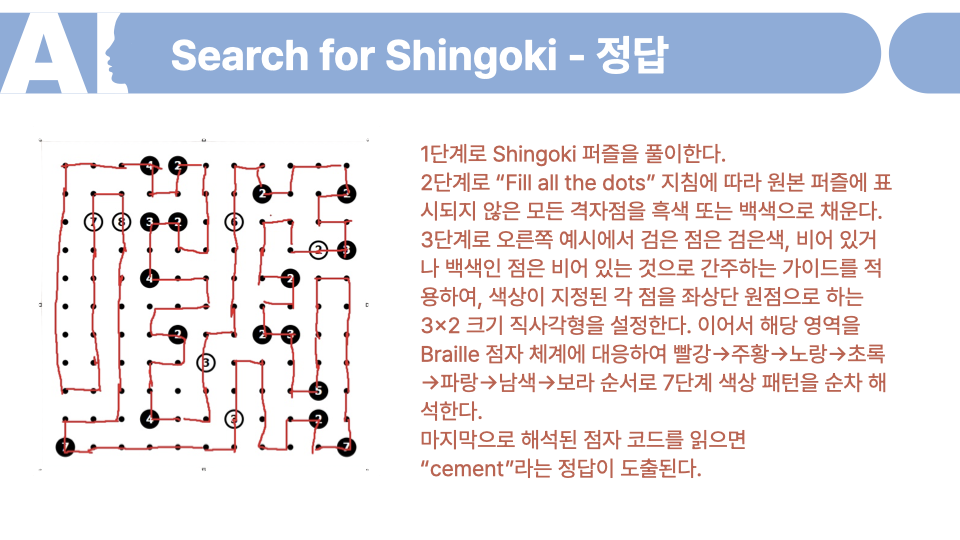 AI Search for Shingoki - 정답
1단계로 Shingoki 퍼즐을 풀이한다.
2단계로 “Fill all the dots” 지침에 따라 원본 퍼즐에 표
시되지 않은 모든 격자점을 흑색 또는 백색으로 채운다.
3단계로 오른쪽 예시에서 검은 점은 검은색, 비어 있거
나 백색인 점은 비어 있는 것으로 간주하는 가이드를 적
용하여, 색상이 지정된 각 점을 좌상단 원점으로 하는
3×2 크기 직사각형을 설정한다. 이어서 해당 영역을
Braille 점자 체계에 대응하여 빨강→주황→노랑→초록
→파랑→남색→보라 순서로 7단계 색상 패턴을 순차 해
석한다.
마지막으로 해석된 점자 코드를 읽으면
“cement”라는 정답이 도출된다.
4 2
2 2
7 8 3 2 6
2
4 2
2 2
3
5
4 3 2
7 7